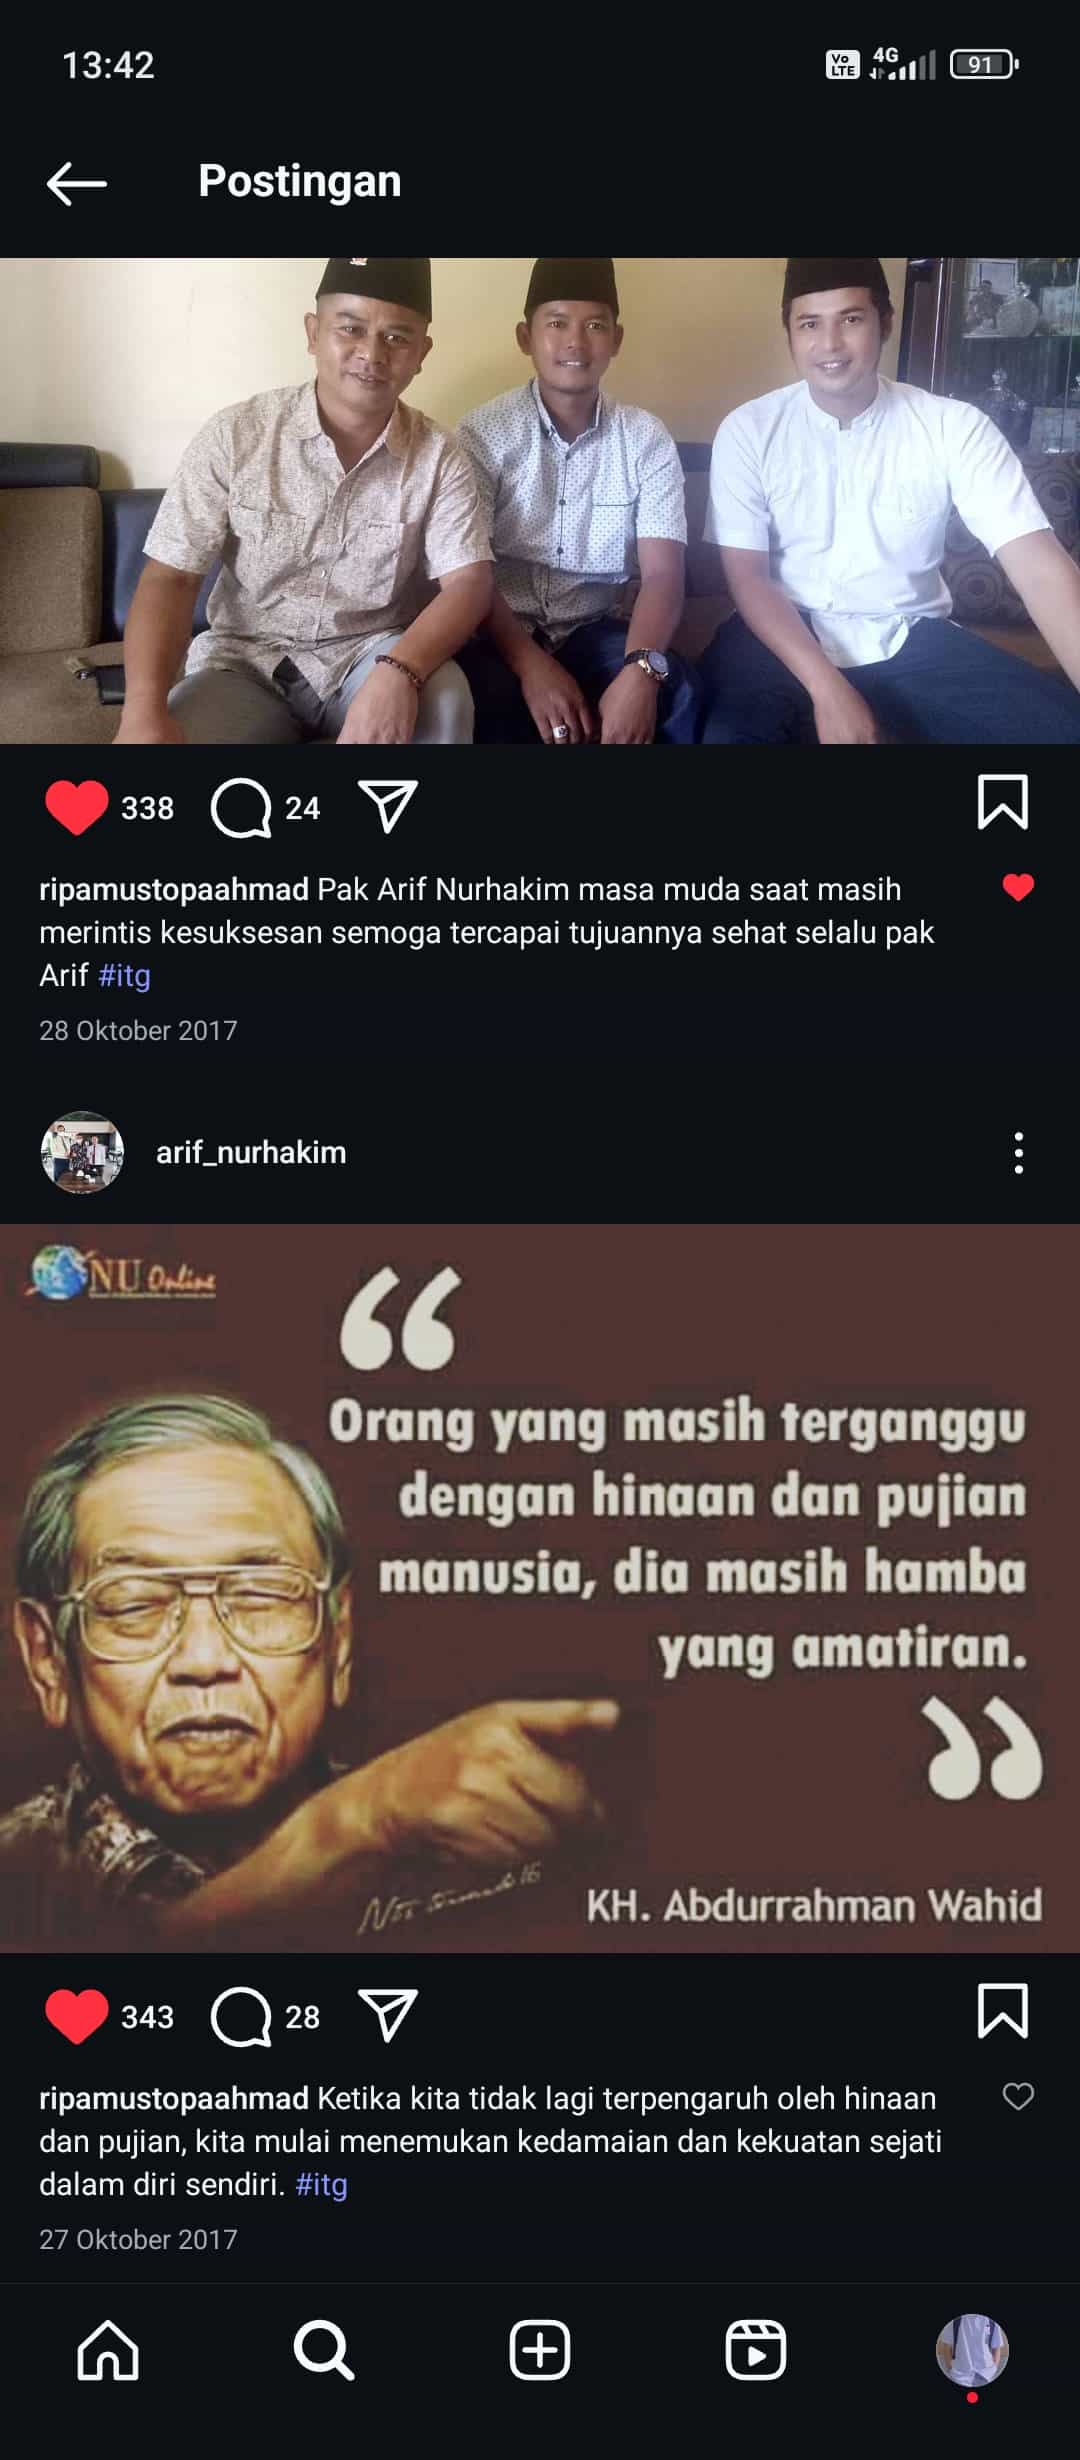 13:42
Vo LTE 4G 91
Postingan
338 24
ripamustopaahmad Pak Arif Nurhakim masa muda saat masih
merintis kesuksesan semoga tercapai tujuannya sehat selalu pak
Arif #itg
28 Oktober 2017
arif_nurhakim
NU Online
Orang yang masih terganggu
dengan hinaan dan pujian
manusia, dia masih hamba
yang amatiran.
KH. Abdurrahman Wahid
343 28
ripamustopaahmad Ketika kita tidak lagi terpengaruh oleh hinaan
dan pujian, kita mulai menemukan kedamaian dan kekuatan sejati
dalam diri sendiri. #itg
27 Oktober 2017